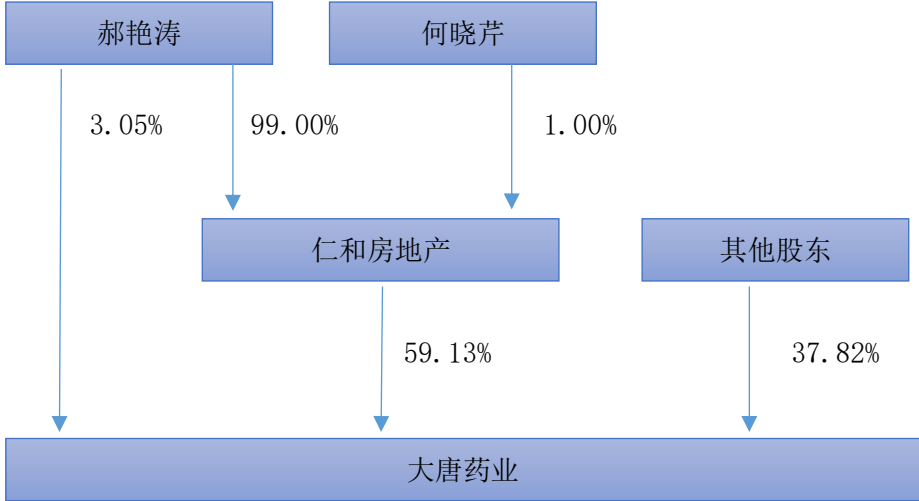 郝艳涛
何晓芹
3.05%
99.00%
1.00%
仁和房地产
其他股东
59.13%
37.82%
大唐药业